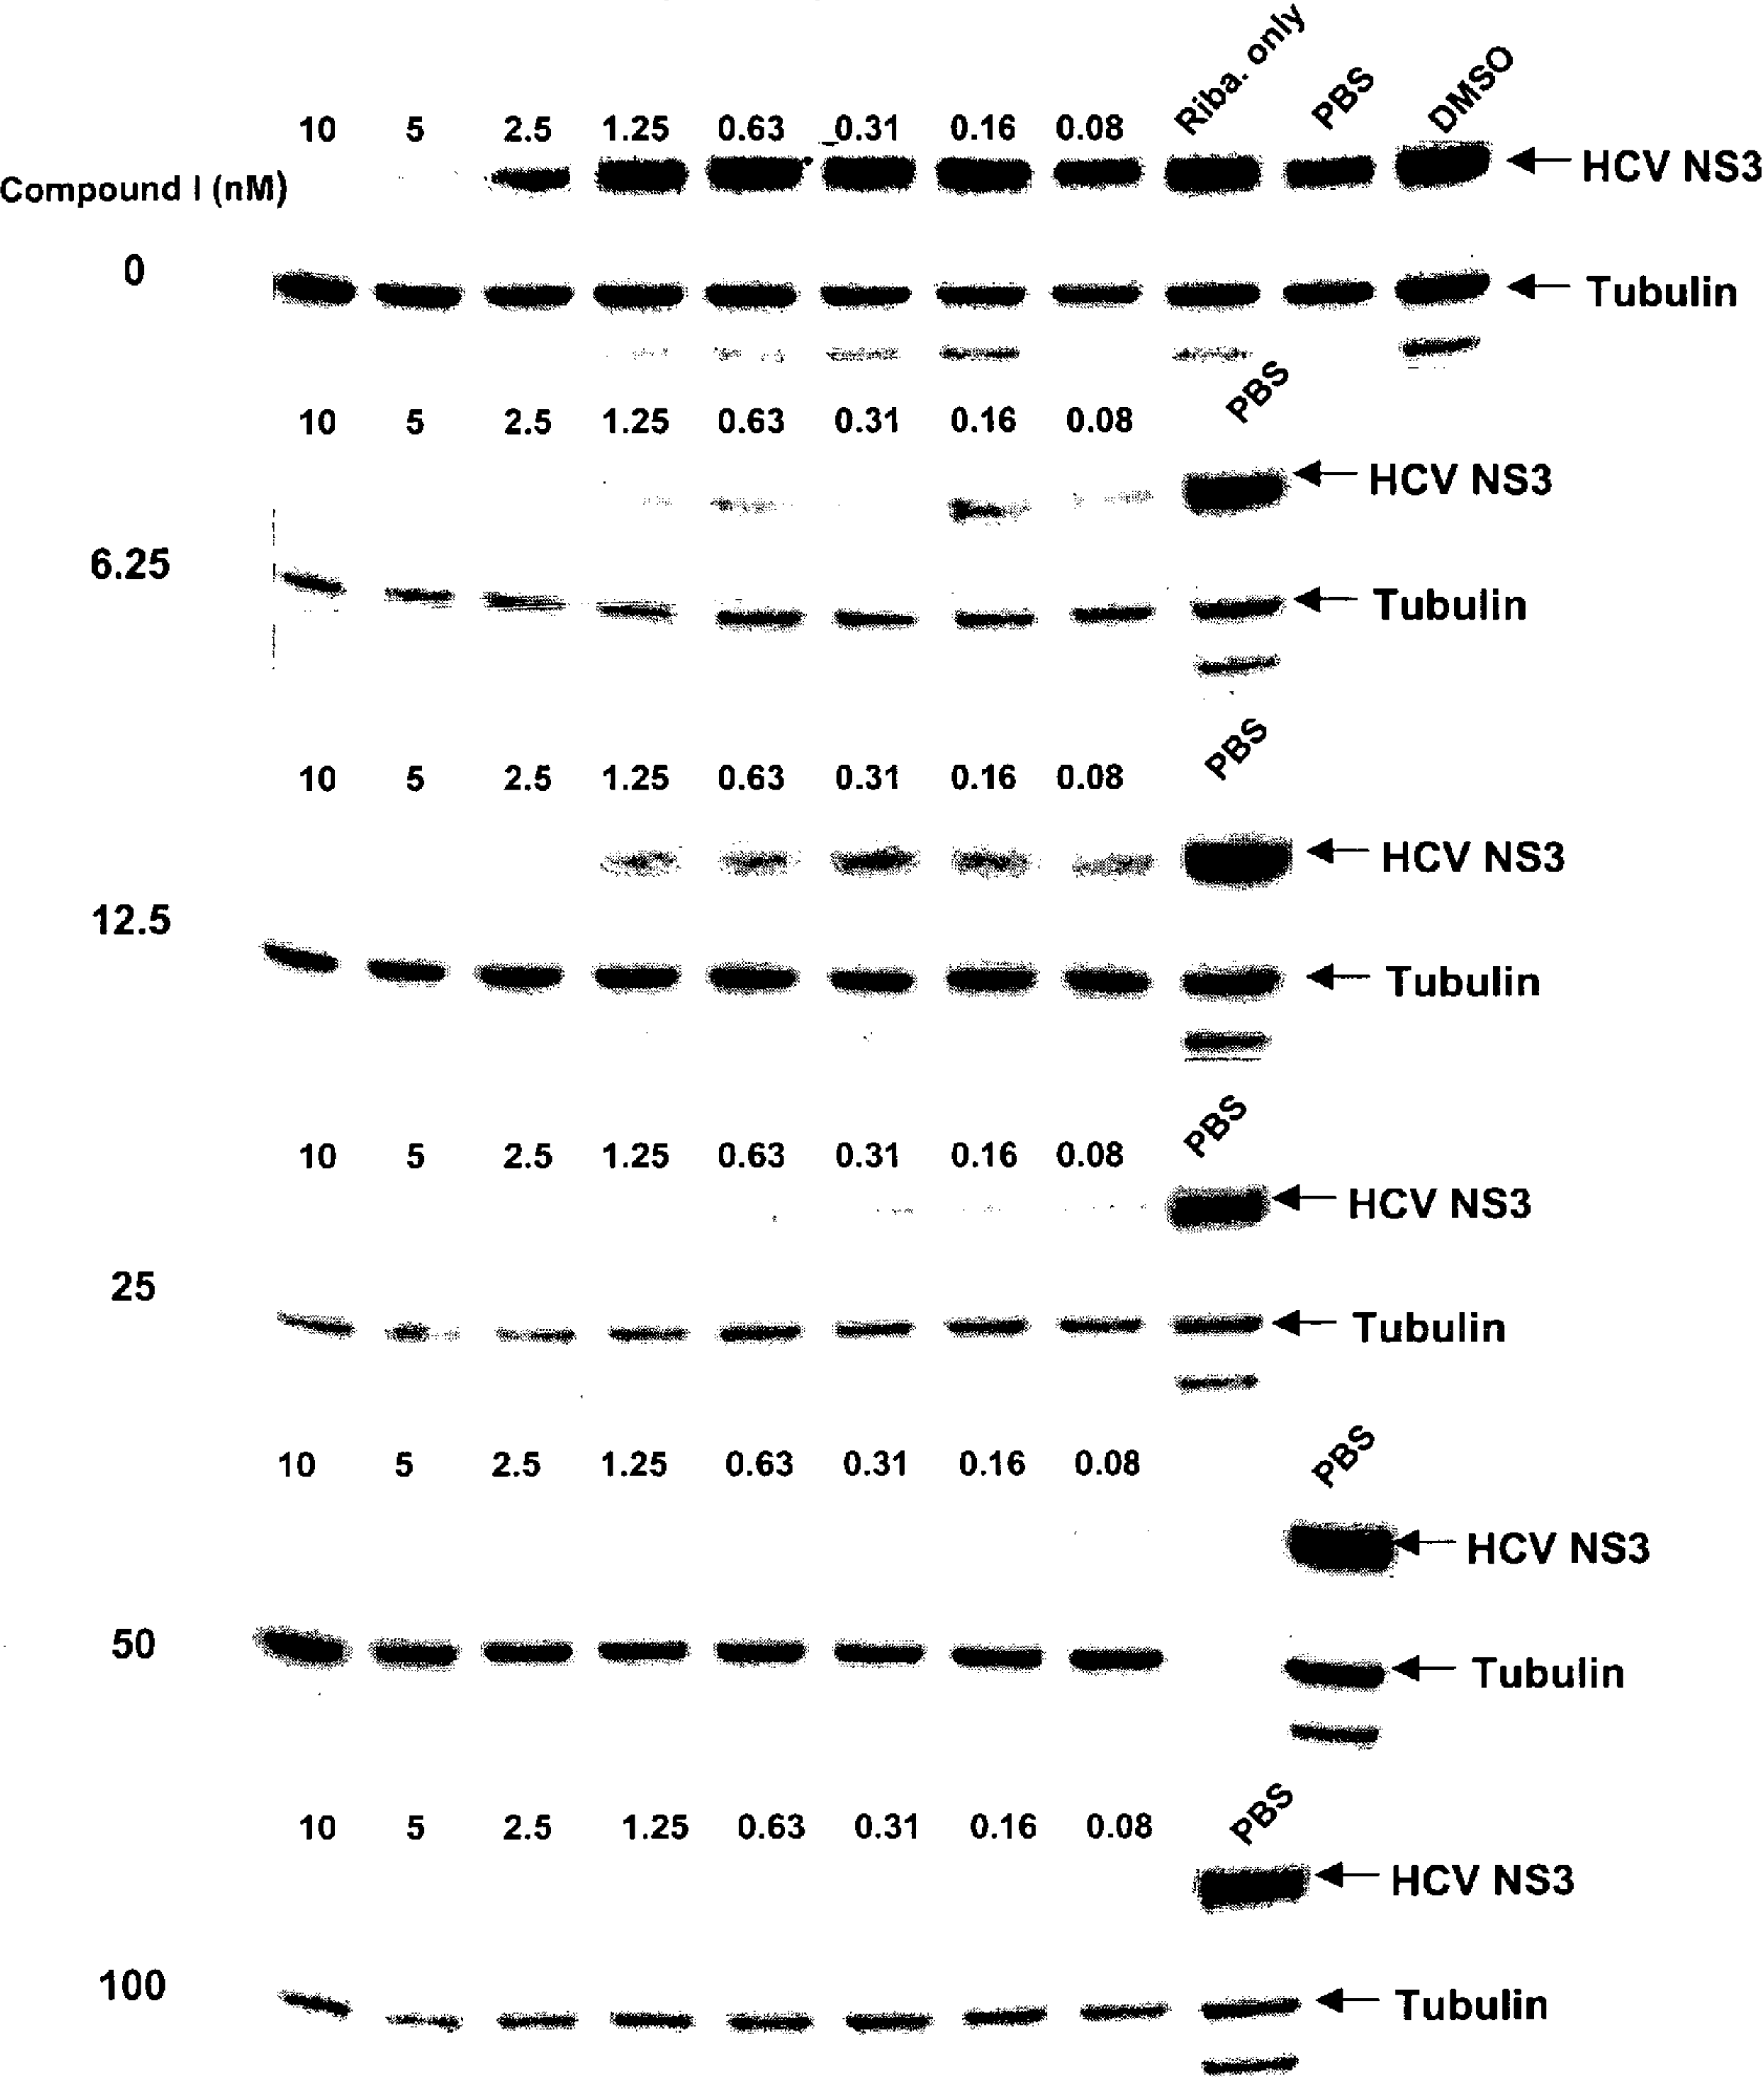 10 5 2.5 1.25 0.63 0.31 0.16 0.08 Riba. only PBS DMSO
HCV NS3
Compound I (nM)
0
Tubulin
10 5 2.5 1.25 0.63 0.31 0.16 0.08 PBS
HCV NS3
6.25
Tubulin
10 5 2.5 1.25 0.63 0.31 0.16 0.08 PBS
HCV NS3
12.5
Tubulin
10 5 2.5 1.25 0.63 0.31 0.16 0.08 PBS
HCV NS3
25
Tubulin
10 5 2.5 1.25 0.63 0.31 0.16 0.08 PBS
HCV NS3
50
Tubulin
10 5 2.5 1.25 0.63 0.31 0.16 0.08 PBS
HCV NS3
100
Tubulin